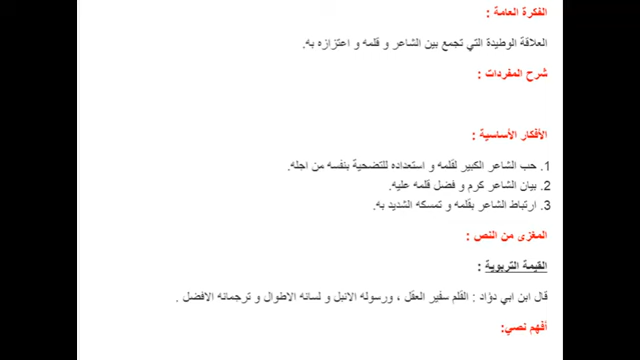 الفكرة العامة :
العلاقة الوطيدة التي تجمع بين الشاعر و قلمه و اعتزازه به.
شرح المفردات :
الأفكار الأساسية :
1. حب الشاعر الكبير لقلمه و استعداده للتضحية بنفسه من اجله.
2. بيان الشاعر كرم و فضل قلمه عليه.
3. ارتباط الشاعر بقلمه و تمسكه الشديد به.
المغزى من النص :
القيمة التربوية :
قال ابن ابي دؤاد : القلم سفير العقل ، ورسوله الانبل و لسانه الاطوال و ترجمانه الافضل .
أفهم نصي: